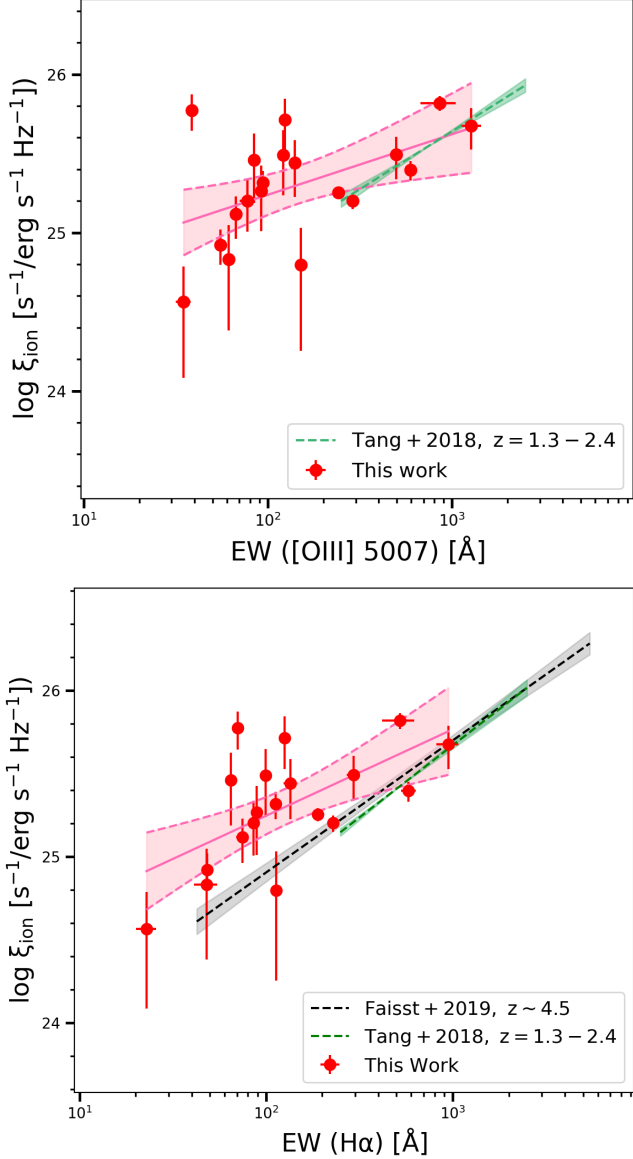 26
25
24
log ξ_ion [s⁻¹/erg s⁻¹ Hz⁻¹])
Tang + 2018, z = 1.3 − 2.4
This work
10¹ 10² 10³
EW ([OIII] 5007) [Å]
26
25
24
log ξ_ion [s⁻¹/erg s⁻¹ Hz⁻¹])
Faisst + 2019, z ∼ 4.5
Tang + 2018, z = 1.3 − 2.4
This Work
10¹ 10² 10³
EW (Hα) [Å]